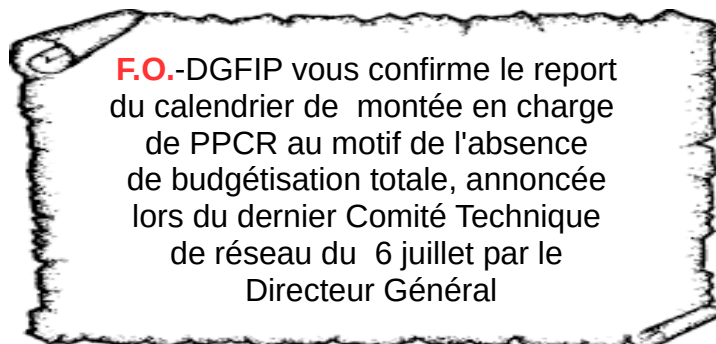 F.O.-DGFIP vous confirme le report
du calendrier de montée en charge
de PPCR au motif de l'absence
de budgétisation totale, annoncée
lors du dernier Comité Technique
de réseau du 6 juillet par le
Directeur Général